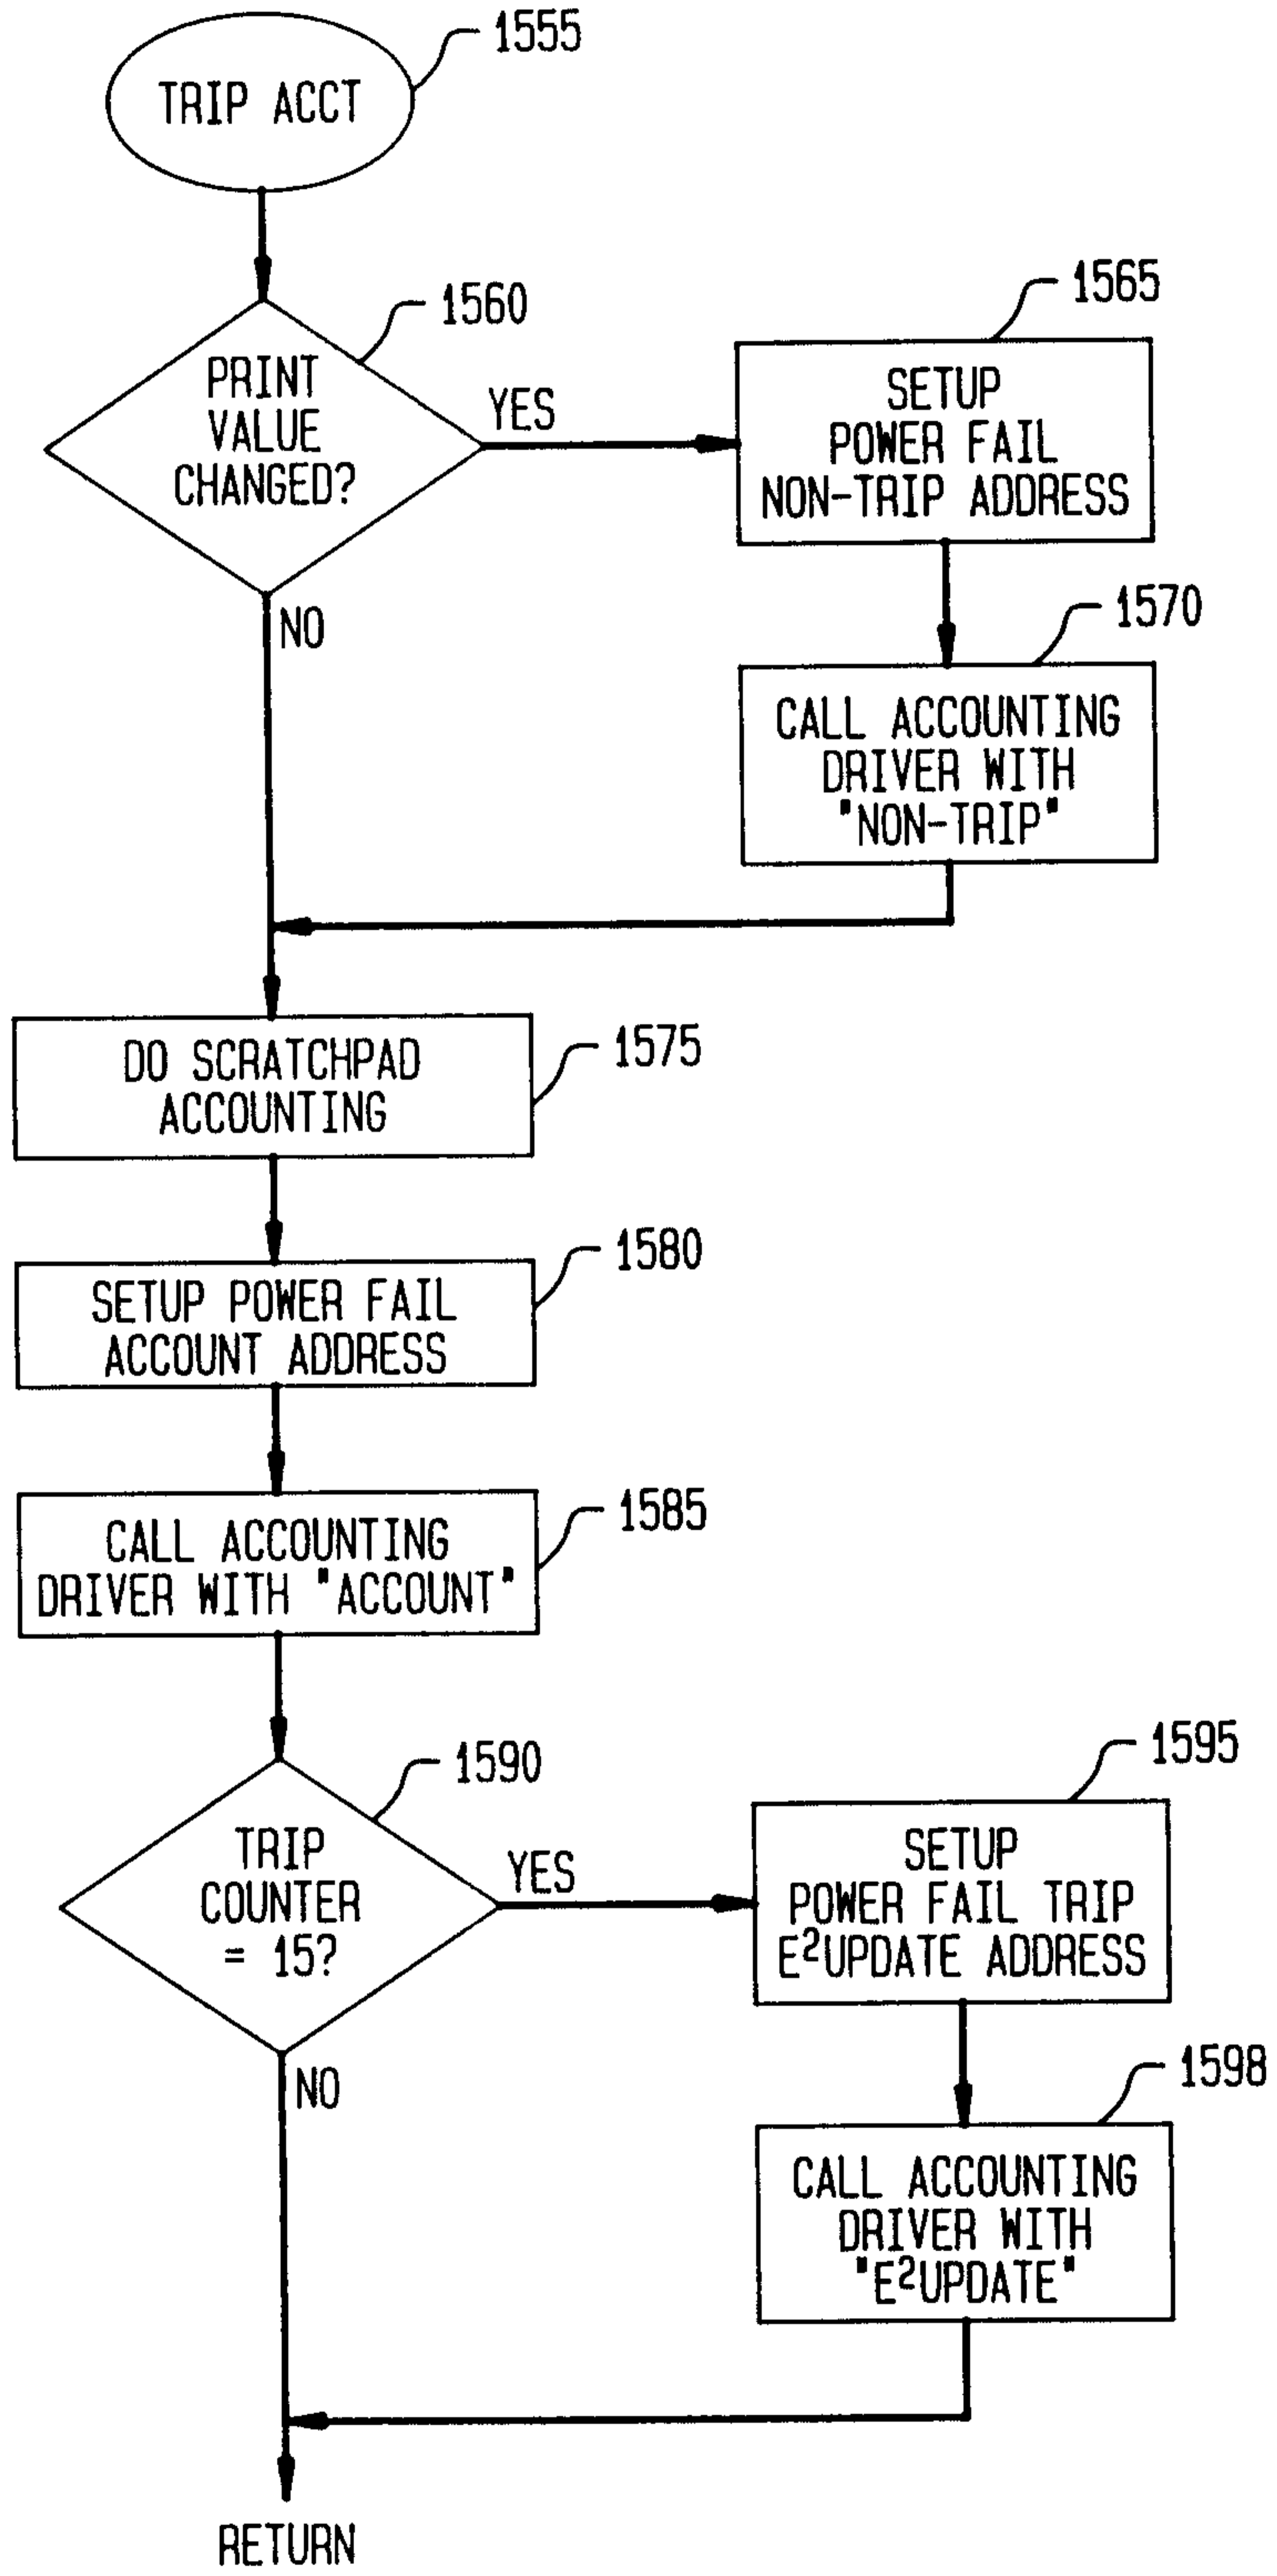 1555
TRIP ACCT
1560
PRINT
VALUE
CHANGED?
YES
NO
1565
SETUP
POWER FAIL
NON-TRIP ADDRESS
1570
CALL ACCOUNTING
DRIVER WITH
"NON-TRIP"
1575
DO SCRATCHPAD
ACCOUNTING
1580
SETUP POWER FAIL
ACCOUNT ADDRESS
1585
CALL ACCOUNTING
DRIVER WITH "ACCOUNT"
1590
TRIP
COUNTER
= 15?
YES
NO
1595
SETUP
POWER FAIL TRIP
E²UPDATE ADDRESS
1598
CALL ACCOUNTING
DRIVER WITH
"E²UPDATE"
RETURN